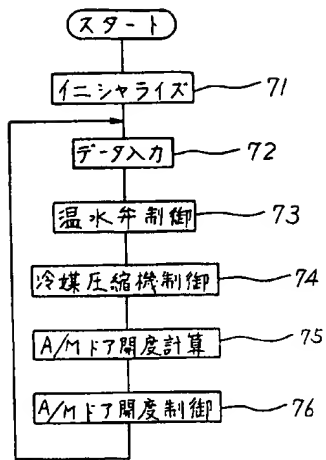 スタート
イニシャライズ 71
データ入力 72
温水弁制御 73
冷媒圧縮機制御 74
A/Mドア開度計算 75
A/Mドア開度制御 76